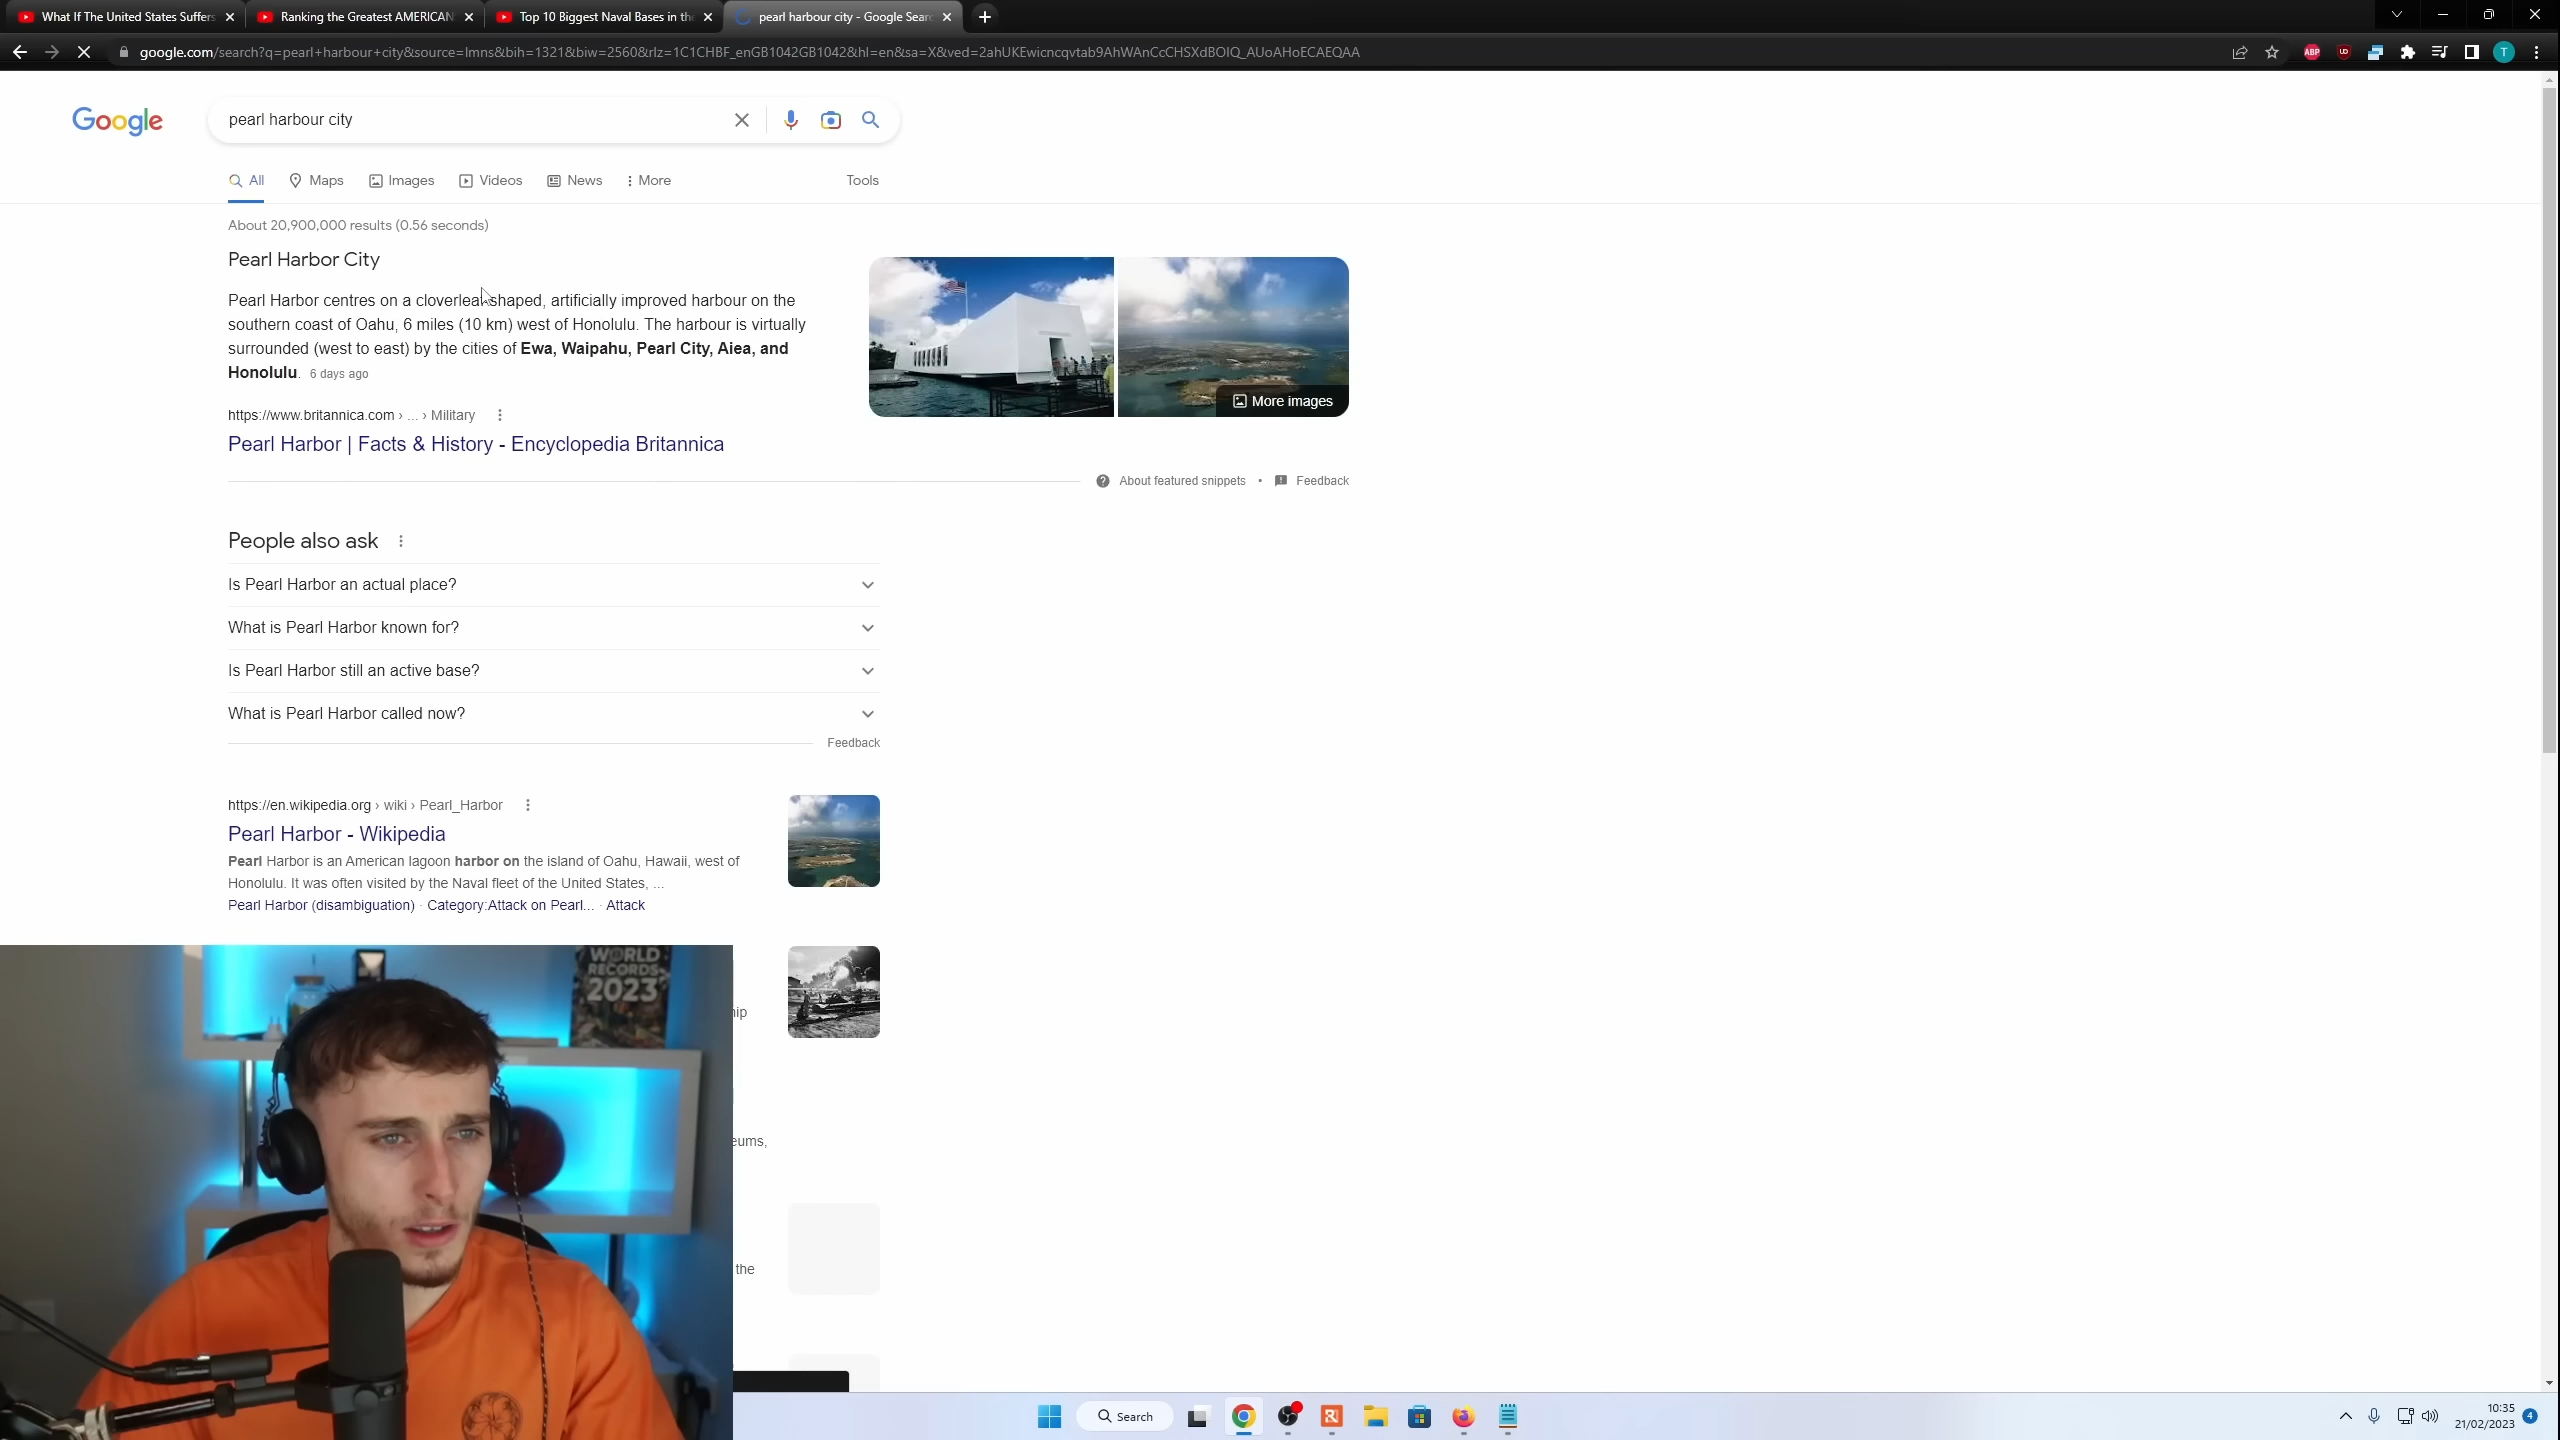 What If The United States Suffers
Ranking the Greatest AMERICAN
Top 10 Biggest Naval Bases in the
pearl harbour city - Google Searc
google.com/search?q=pearl+harbour+city&source=lmns&bih=1321&biw=2560&rlz=1C1CHBF_enGB1042GB1042&hl=en&sa=X&ved=2ahUKEwicncqvtab9AhWAnCcCHSXdBOIQ_AUoAHoECAEQAA
ABP
T
Google
pearl harbour city
All
Maps
Images
Videos
News
More
Tools
About 20,900,000 results (0.56 seconds)
Pearl Harbor City
Pearl Harbor centres on a cloverleaf-shaped, artificially improved harbour on the
southern coast of Oahu, 6 miles (10 km) west of Honolulu. The harbour is virtually
surrounded (west to east) by the cities of Ewa, Waipahu, Pearl City, Aiea, and
Honolulu. 6 days ago
More images
https://www.britannica.com › ... › Military
Pearl Harbor | Facts & History - Encyclopedia Britannica
About featured snippets • Feedback
People also ask
Is Pearl Harbor an actual place?
What is Pearl Harbor known for?
Is Pearl Harbor still an active base?
What is Pearl Harbor called now?
Feedback
https://en.wikipedia.org › wiki › Pearl_Harbor
Pearl Harbor - Wikipedia
Pearl Harbor is an American lagoon harbor on the island of Oahu, Hawaii, west of
Honolulu. It was often visited by the Naval fleet of the United States, ...
Pearl Harbor (disambiguation) · Category:Attack on Pearl... · Attack
WORLD
RECORDS
2023
hip
eums,
the
Search
10:35
21/02/2023
4